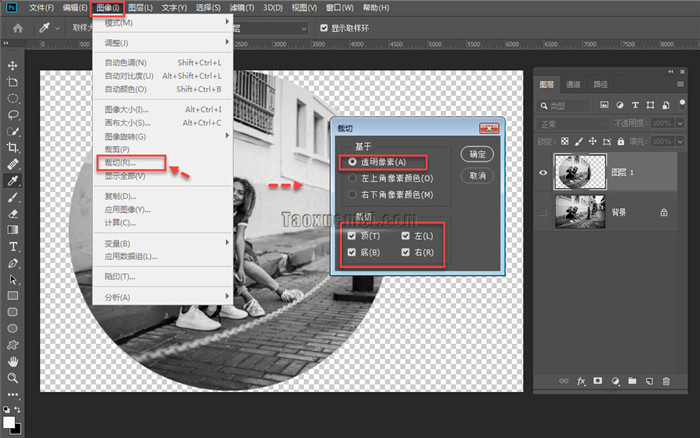 Ps 文件(F) 编辑(E) 图像(I) 图层(L) 文字(Y) 选择(S) 滤镜(T) 3D(D) 视图(V) 窗口(W) 帮助(H)
取样大
层
显示取样环
模式(M)
调整(J)
自动色调(N) Shift+Ctrl+L
自动对比度(U) Alt+Shift+Ctrl+L
自动颜色(O) Shift+Ctrl+B
图像大小(I)... Alt+Ctrl+I
画布大小(S)... Alt+Ctrl+C
图像旋转(G)
裁剪(P)
裁切(R)...
显示全部(V)
复制(D)...
应用图像(Y)...
计算(C)...
变量(B)
应用数据组(L)...
陷印(T)...
分析(A)
裁切
基于
透明像素(A)
左上角像素颜色(O)
右下角像素颜色(M)
确定
取消
裁切
顶(T) 左(L)
底(B) 右(R)
图层 通道 路径
类型
正常 不透明度: 100%
锁定: 填充: 100%
图层 1
背景
fx